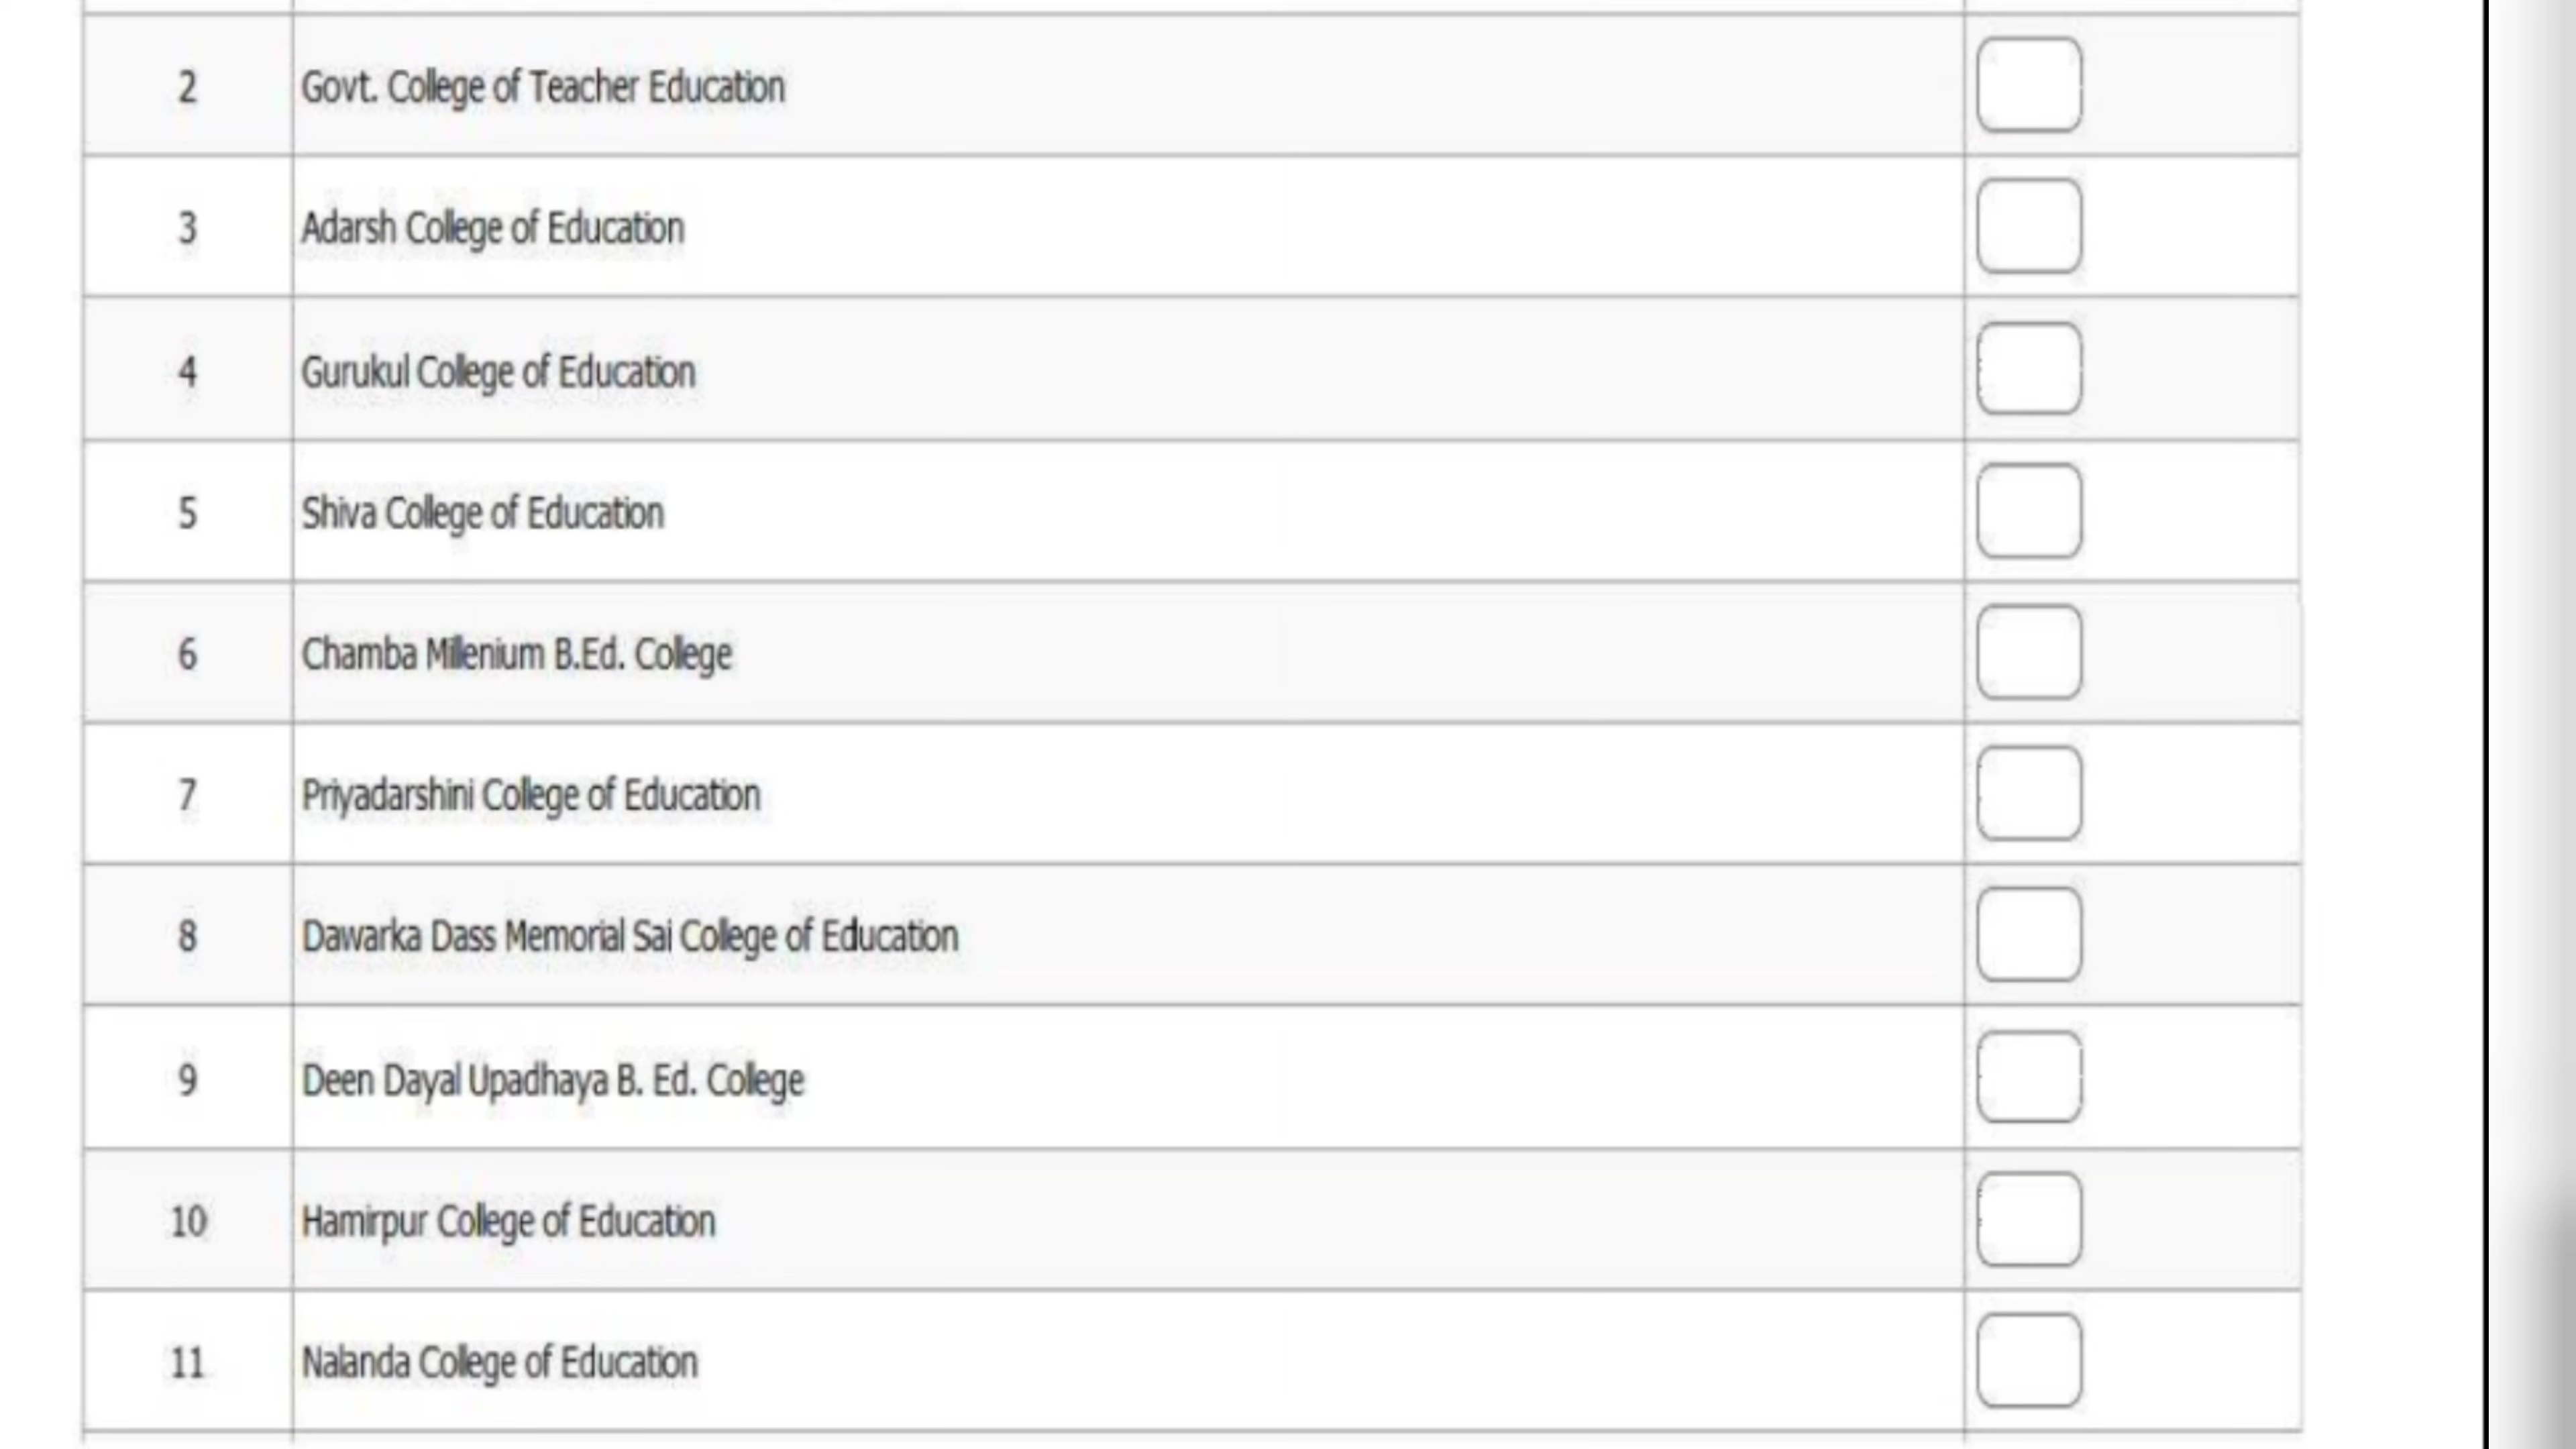 2 Govt. College of Teacher Education
3 Adarsh College of Education
4 Gurukul College of Education
5 Shiva College of Education
6 Chamba Millenium B.Ed. College
7 Priyadarshini College of Education
8 Dawarka Dass Memorial Sai College of Education
9 Deen Dayal Upadhaya B. Ed. College
10 Hamirpur College of Education
11 Nalanda College of Education